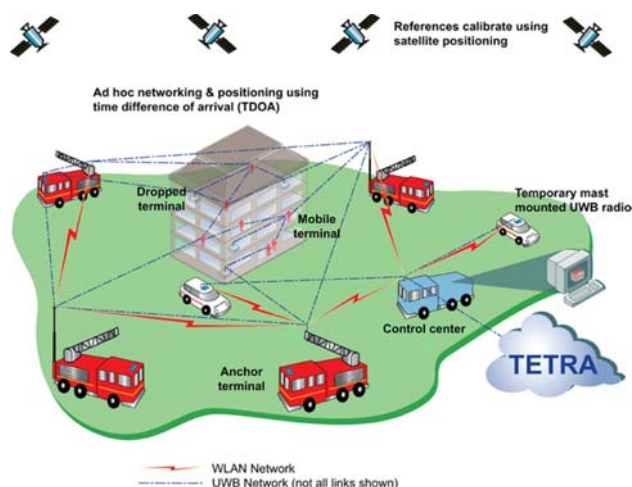 References calibrate using
satellite positioning
Ad hoc networking & positioning using
time difference of arrival (TDOA)
Dropped
terminal
Mobile
terminal
Temporary mast
mounted UWB radio
Control center
TETRA
Anchor
terminal
WLAN Network
UWB Network (not all links shown)